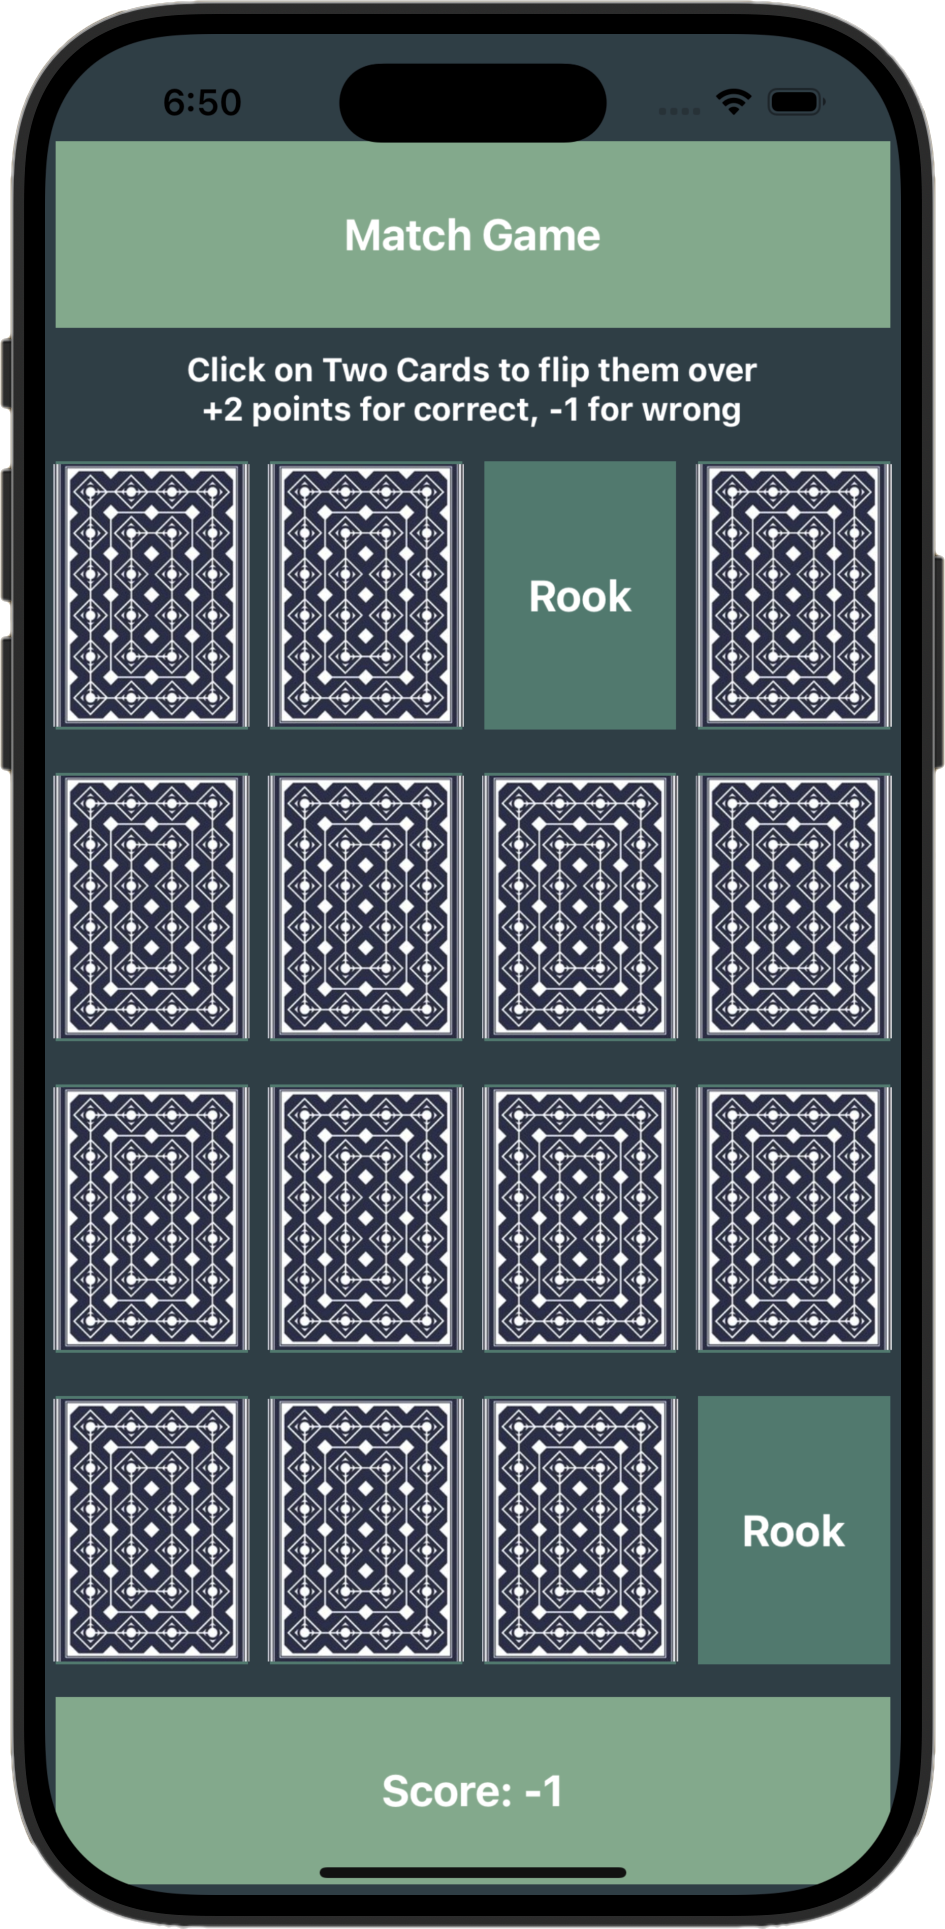 6:50
Match Game
Click on Two Cards to flip them over
+2 points for correct, -1 for wrong
Rook
Rook
Score: -1